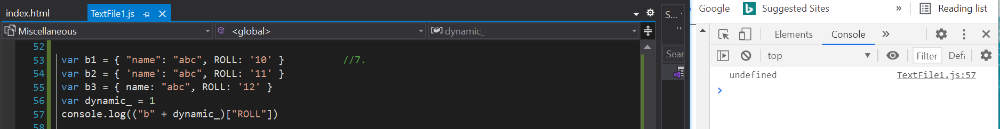 index.html TextFile1.js
Miscellaneous <global> dynamic_
52
53 var b1 = { "name": "abc", ROLL: '10' } //7.
54 var b2 = { 'name': "abc", ROLL: '11' }
55 var b3 = { name: "abc", ROLL: '12' }
56 var dynamic_ = 1
57 console.log(("b" + dynamic_)["ROLL"])
58
S...
Sear
Google Suggested Sites » Reading list
Elements Console »
top Filter Defa
undefined TextFile1.js:57